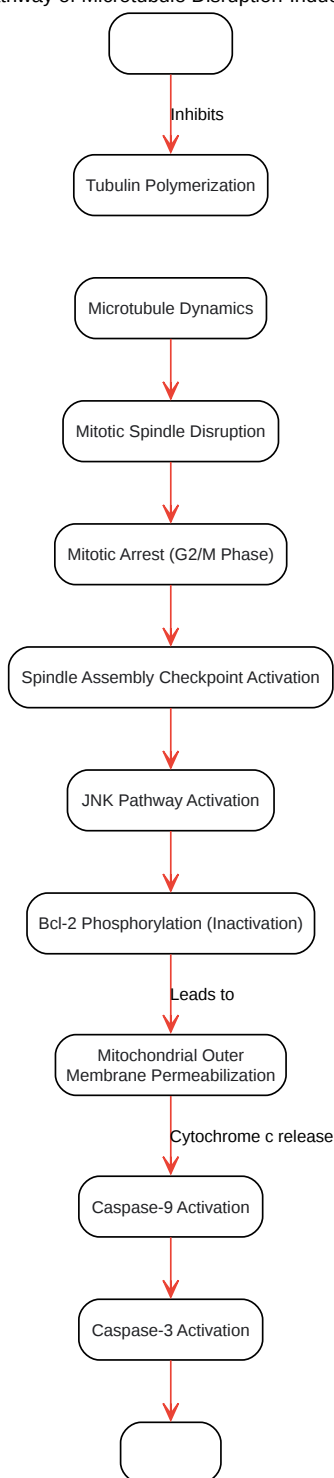 of Microtubule Disruption
Inhibits
Tubulin Polymerization
Microtubule Dynamics
Mitotic Spindle Disruption
Mitotic Arrest (G2/M Phase)
Spindle Assembly Checkpoint Activation
JNK Pathway Activation
Bcl-2 Phosphorylation (Inactivation)
Leads to
Mitochondrial Outer
Membrane Permeabilization
Cytochrome c release
Caspase-9 Activation
Caspase-3 Activation